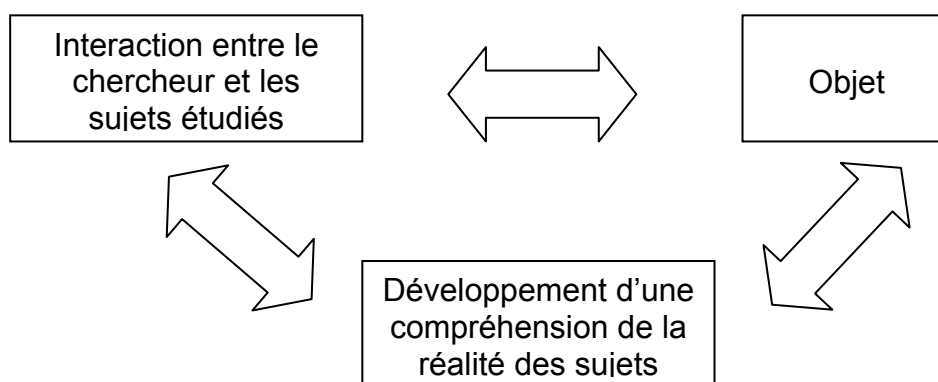 Interaction entre le
chercheur et les
sujets étudiés
Objet
Développement d’une
compréhension de la
réalité des sujets